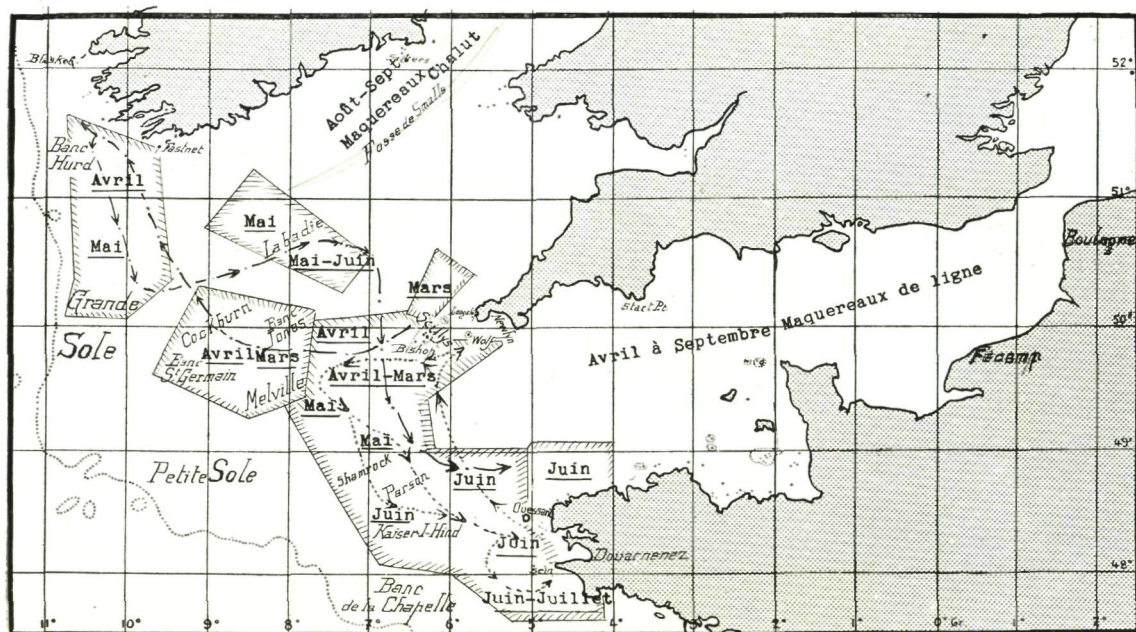 Blasket
Août-Sept
Maquereaux Chalut
Fosse de Smalls
52°
Banc
Hurd
Fastnet
Avril
Mai
Grande
Sole
51°
Mai
Labadie
Mai-Juin
Mars
Boulogne
Start Pt.
Avril à Septembre Maquereaux de ligne
50°
Cockburn
Banc
Jones
Avril
Mars
Banc
St Germain
Melville
Avril
Scilly
Newlyn
Wolf
Bishop
Avril-Mars
Mai
Fécamp
49°
Petite Sole
Mai
Shamrock
Parson
Juin
Kaiser-I-Hind
Juin
Juin
Ouessant
Juin
Sein
Douarnenez
48°
Banc
de la Chapelle
Juin-Juillet
11° 10° 9° 8° 7° 6° 5° 4° 3° 2° 1° 0° Gr 1° 2°